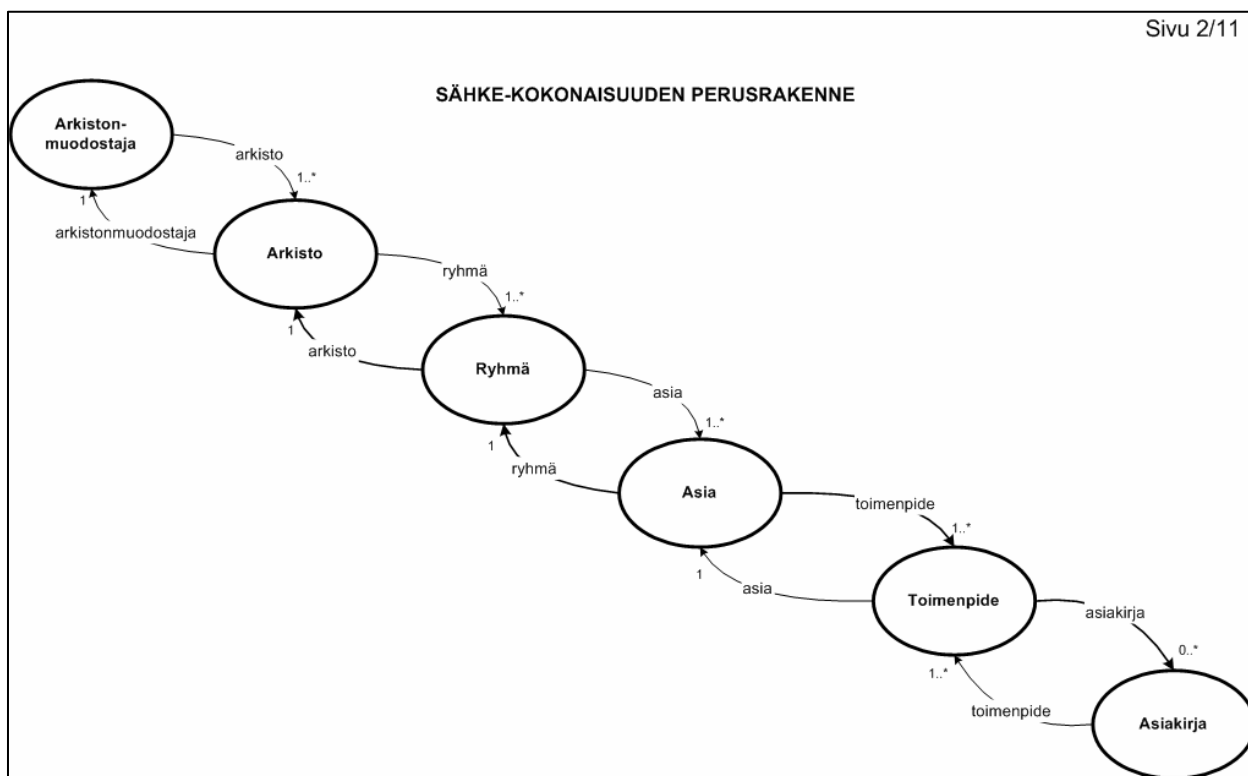 Sivu 2/11
SÄHKE-KOKONAISUUDEN PERUSRAKENNE
Arkiston-
muodostaja
arkisto
1..*
1
arkistonmuodostaja
Arkisto
ryhmä
1..*
1
arkisto
Ryhmä
asia
1..*
1
ryhmä
Asia
toimenpide
1..*
1
asia
Toimenpide
asiakirja
0..*
1..*
toimenpide
Asiakirja